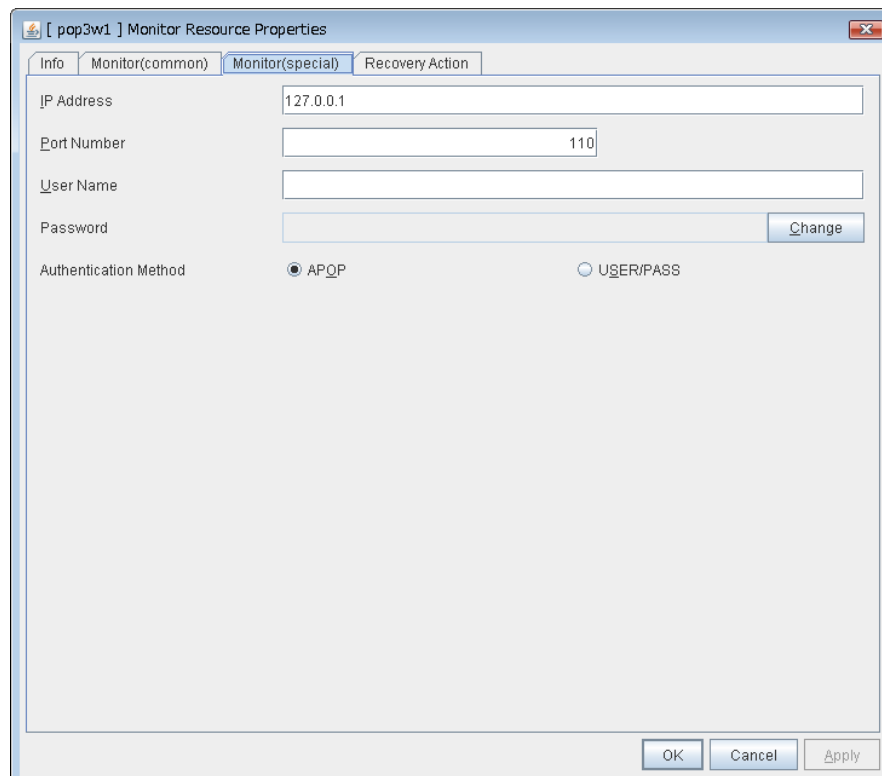 [ pop3w1 ] Monitor Resource Properties
Info Monitor(common) Monitor(special) Recovery Action
IP Address 127.0.0.1
Port Number 110
User Name
Password Change
Authentication Method APOP USER/PASS
OK Cancel Apply